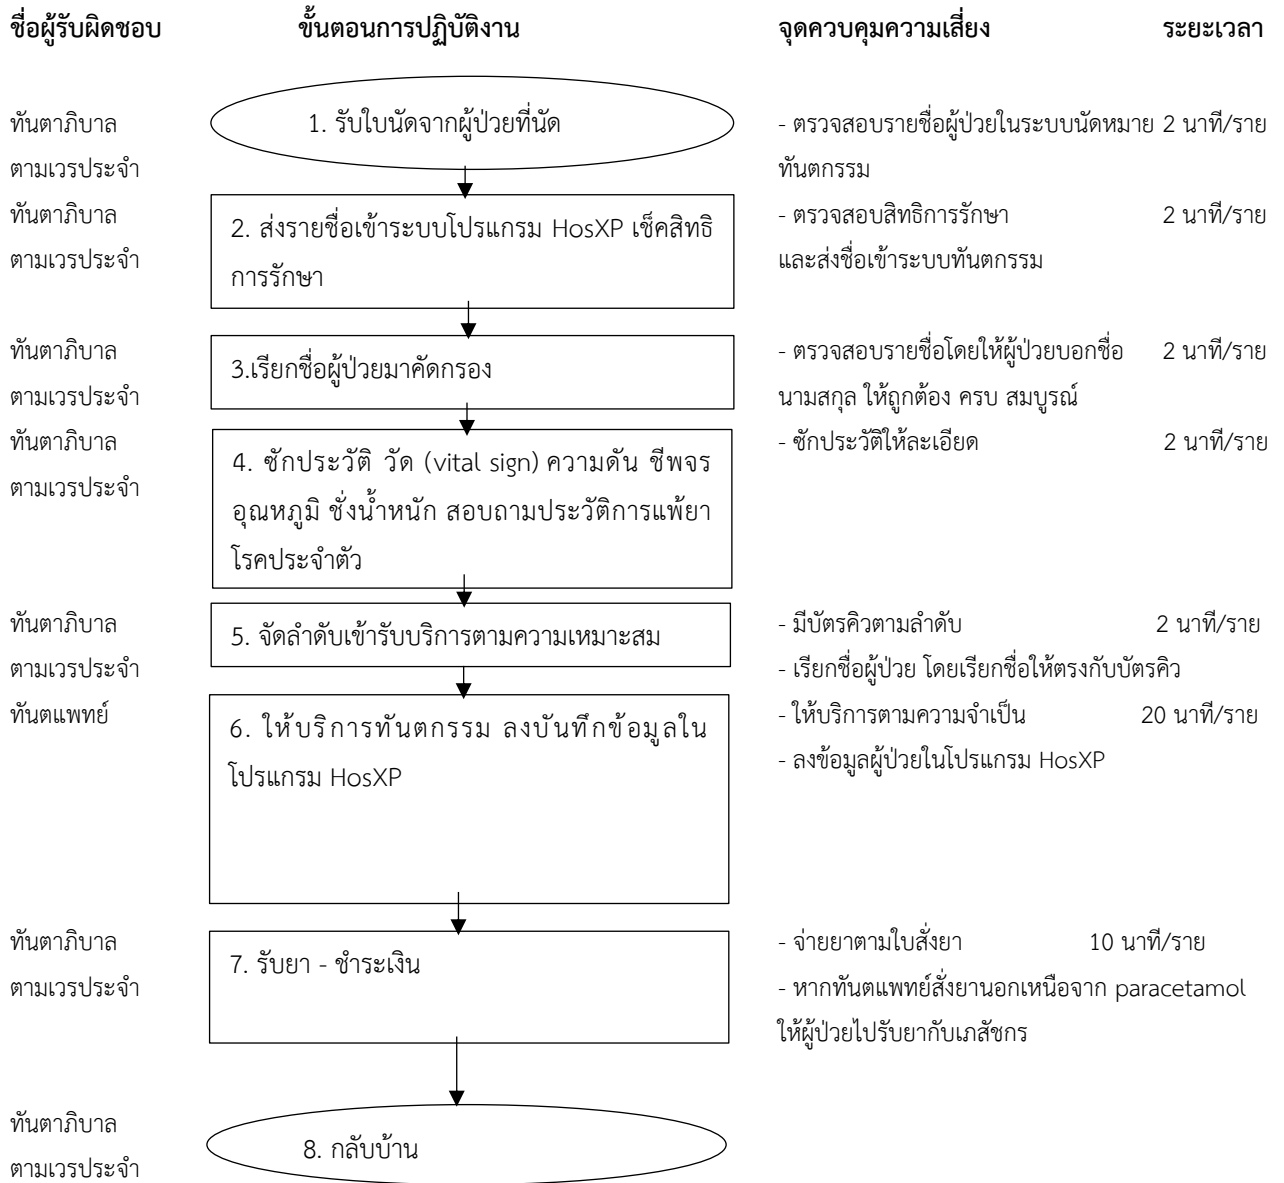 ชื่อผู้รับผิดชอบ ขั้นตอนการปฏิบัติงาน จุดควบคุมความเสี่ยง ระยะเวลา
ทันตาภิบาล 1. รับใบนัดจากผู้ป่วยที่นัด - ตรวจสอบรายชื่อผู้ป่วยในระบบนัดหมาย 2 นาที/ราย
ตามเวรประจำ ทันตกรรม
ทันตาภิบาล 2. ส่งรายชื่อเข้าระบบโปรแกรม HosXP เช็คสิทธิ - ตรวจสอบสิทธิการรักษา 2 นาที/ราย
ตามเวรประจำ การรักษา และส่งชื่อเข้าระบบทันตกรรม
ทันตาภิบาล 3.เรียกชื่อผู้ป่วยมาคัดกรอง - ตรวจสอบรายชื่อโดยให้ผู้ป่วยบอกชื่อ 2 นาที/ราย
ตามเวรประจำ นามสกุล ให้ถูกต้อง ครบ สมบูรณ์
ทันตาภิบาล 4. ซักประวัติ วัด (vital sign) ความดัน ชีพจร - ซักประวัติให้ละเอียด 2 นาที/ราย
ตามเวรประจำ อุณหภูมิ ชั่งน้ำหนัก สอบถามประวัติการแพ้ยา
โรคประจำตัว
ทันตาภิบาล 5. จัดลำดับเข้ารับบริการตามความเหมาะสม - มีบัตรคิวตามลำดับ 2 นาที/ราย
ตามเวรประจำ - เรียกชื่อผู้ป่วย โดยเรียกชื่อให้ตรงกับบัตรคิว
ทันตแพทย์ 6. ให้บริการทันตกรรม ลงบันทึกข้อมูลใน - ให้บริการตามความจำเป็น 20 นาที/ราย
โปรแกรม HosXP - ลงข้อมูลผู้ป่วยในโปรแกรม HosXP
ทันตาภิบาล 7. รับยา - ชำระเงิน - จ่ายยาตามใบสั่งยา 10 นาที/ราย
ตามเวรประจำ - หากทันตแพทย์สั่งยานอกเหนือจาก paracetamol
ให้ผู้ป่วยไปรับยากับเภสัชกร
ทันตาภิบาล 8. กลับบ้าน
ตามเวรประจำ